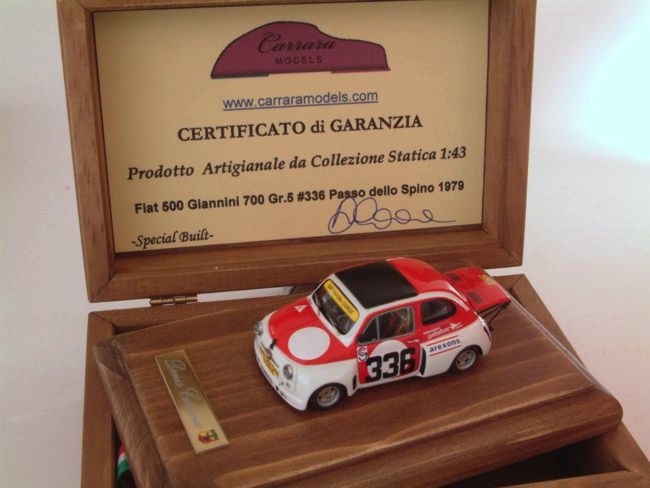 Carrara
MODELS
www.carraramodels.com
CERTIFICATO di GARANZIA
Prodotto Artigianale da Collezione Statica 1:43
Fiat 500 Giannini 700 Gr.5 #336 Passo dello Spino 1979
-Special Built-
336
arexons